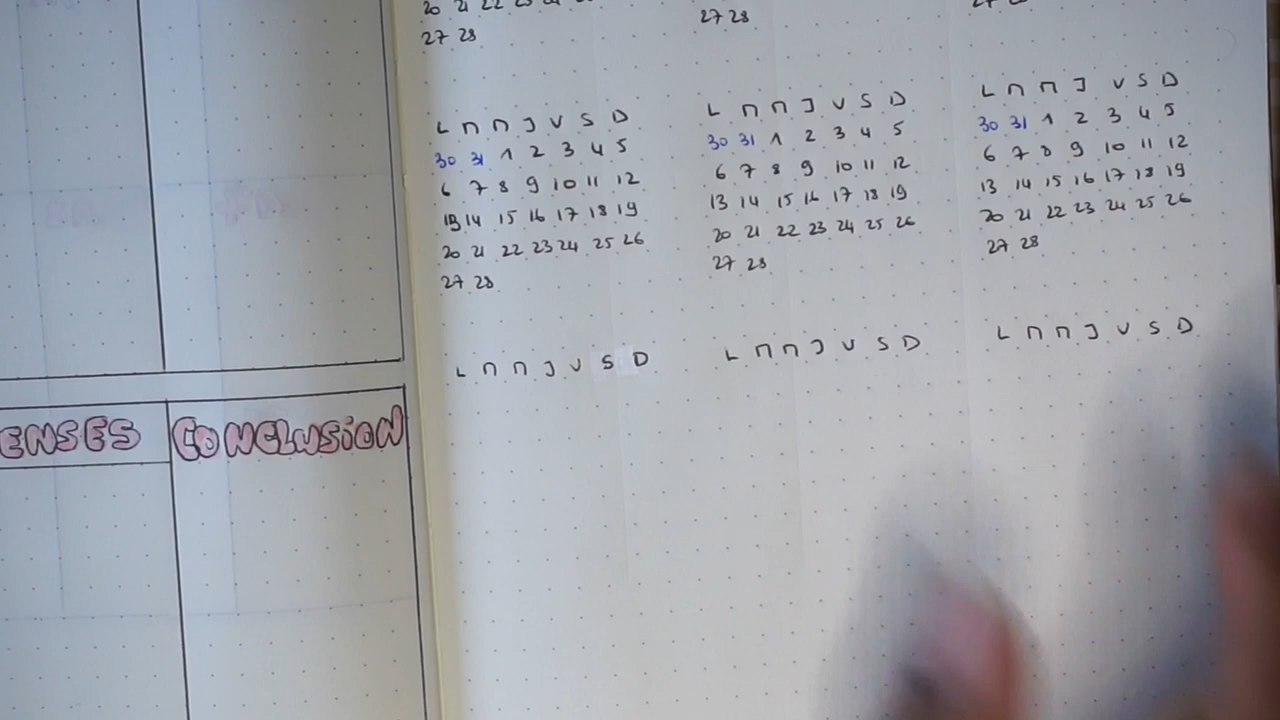 20 21 22 23
27 28
27 28
L M M J V S D
30 31 1 2 3 4 5
6 7 8 9 10 11 12
13 14 15 16 17 18 19
20 21 22 23 24 25 26
27 28
L M M J V S D
30 31 1 2 3 4 5
6 7 8 9 10 11 12
13 14 15 16 17 18 19
20 21 22 23 24 25 26
27 28
L M M J V S D
30 31 1 2 3 4 5
6 7 8 9 10 11 12
13 14 15 16 17 18 19
20 21 22 23 24 25 26
27 28
L M M J V S D
L M M J V S D
L M M J V S D
ENSES
CONCLUSION